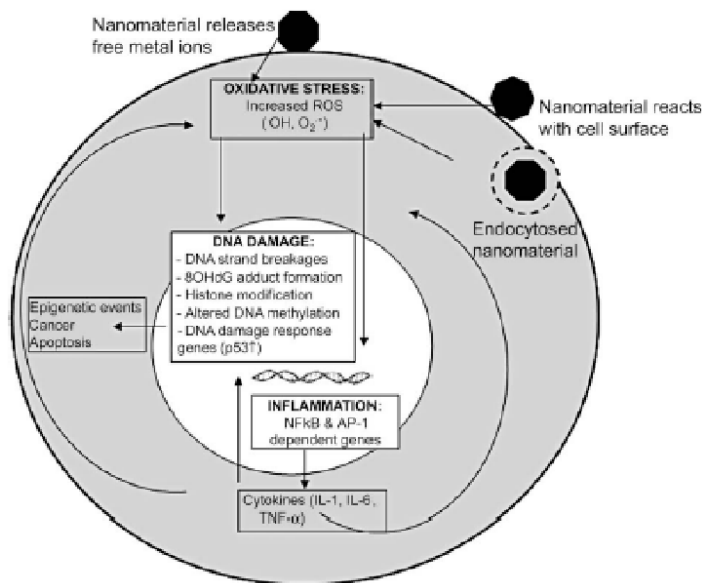 Nanomaterial releases
free metal ions
OXIDATIVE STRESS:
Increased ROS
(˙OH, O₂˙⁻)
Nanomaterial reacts
with cell surface
Endocytosed
nanomaterial
DNA DAMAGE:
- DNA strand breakages
- 8OHdG adduct formation
- Histone modification
- Altered DNA methylation
- DNA damage response
genes (p53↑)
Epigenetic events
Cancer
Apoptosis
INFLAMMATION:
NFkB & AP-1
dependent genes
Cytokines (IL-1, IL-6,
TNF-α)